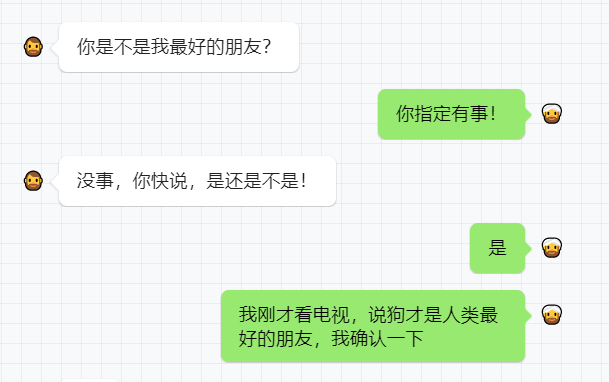 你是不是我最好的朋友？
你指定有事！
没事，你快说，是还是不是！
是
我刚才看电视，说狗才是人类最
好的朋友，我确认一下